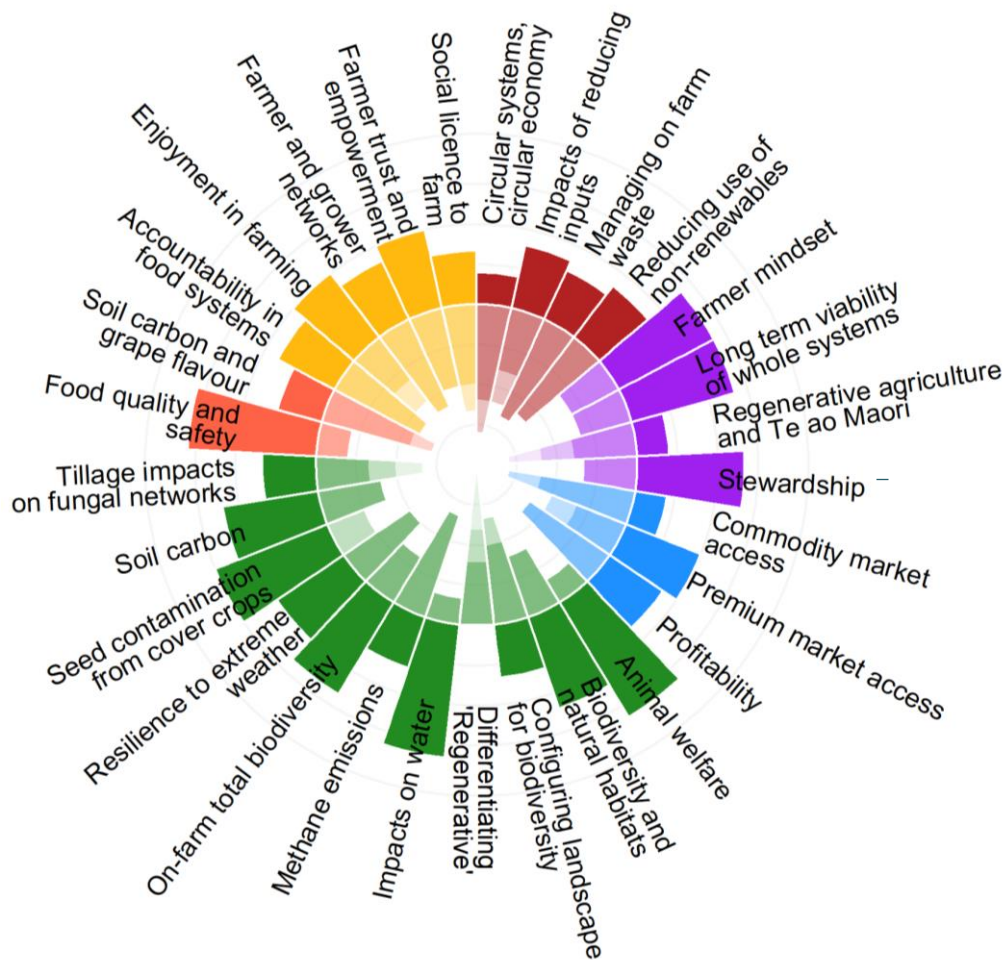 Circular systems,
circular economy
Impacts of reducing
inputs
Managing on farm
waste
Reducing use of
non-renewables
Farmer mindset
Long term viability
of whole systems
Regenerative agriculture
and Te ao Maori
Stewardship
Commodity market
access
Premium market access
Profitability
Animal welfare
Biodiversity and
natural habitats
Configuring landscape
for biodiversity
Differentiating
'Regenerative'
Impacts on water
Methane emissions
On-farm total biodiversity
Resilience to extreme
weather
Seed contamination
from cover crops
Soil carbon
Tillage impacts
on fungal networks
Food quality and
safety
Soil carbon and
grape flavour
Accountability in
food systems
Enjoyment in farming
Farmer and grower
networks
Farmer trust and
empowerment
Social licence to
farm